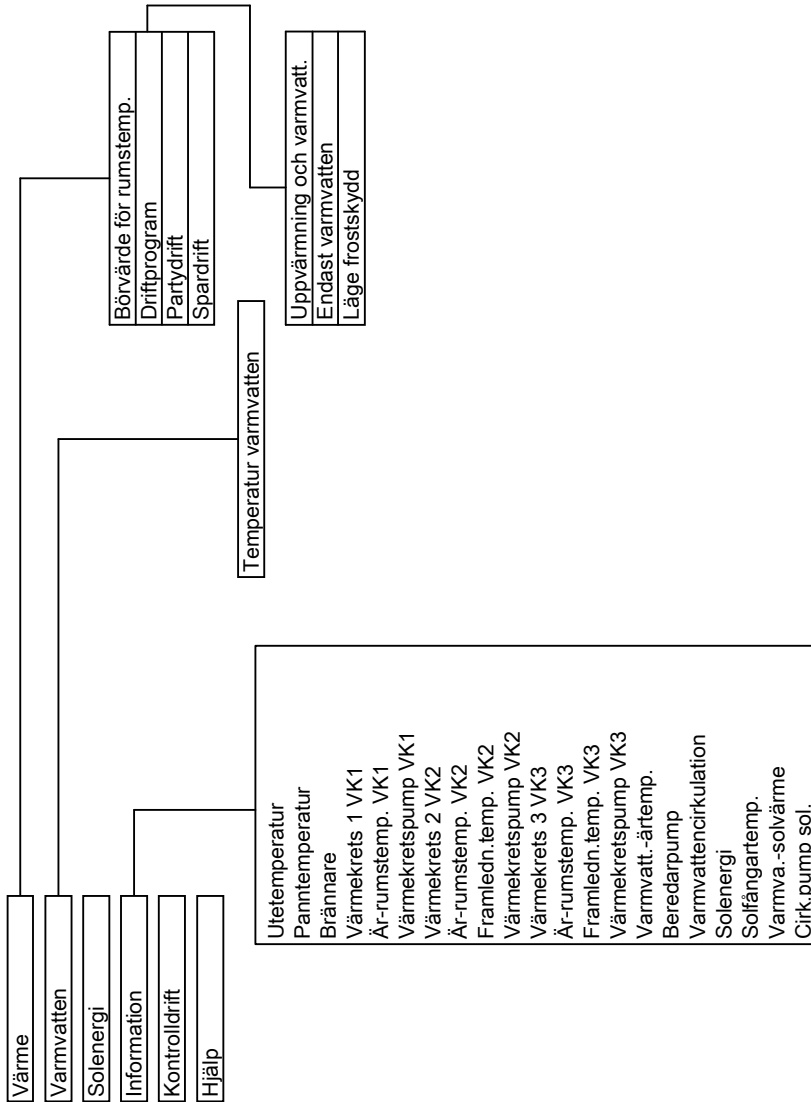 Värme
Varmvatten
Solenergi
Information
Kontrolldrift
Hjälp
Börvärde för rumstemp.
Driftprogram
Partydrift
Spardrift
Uppvärmning och varmvatt.
Endast varmvatten
Läge frostskydd
Temperatur varmvatten
Utetemperatur
Panntemperatur
Brännare
Värmekrets 1 VK1
Är-rumstemp. VK1
Värmekretspump VK1
Värmekrets 2 VK2
Är-rumstemp. VK2
Framledn.temp. VK2
Värmekretspump VK2
Värmekrets 3 VK3
Är-rumstemp. VK3
Framledn.temp. VK3
Värmekretspump VK3
Varmvatt.-ärtemp.
Beredarpump
Varmvattencirkulation
Solenergi
Solfångartemp.
Varmva.-solvärme
Cirk.pump sol.